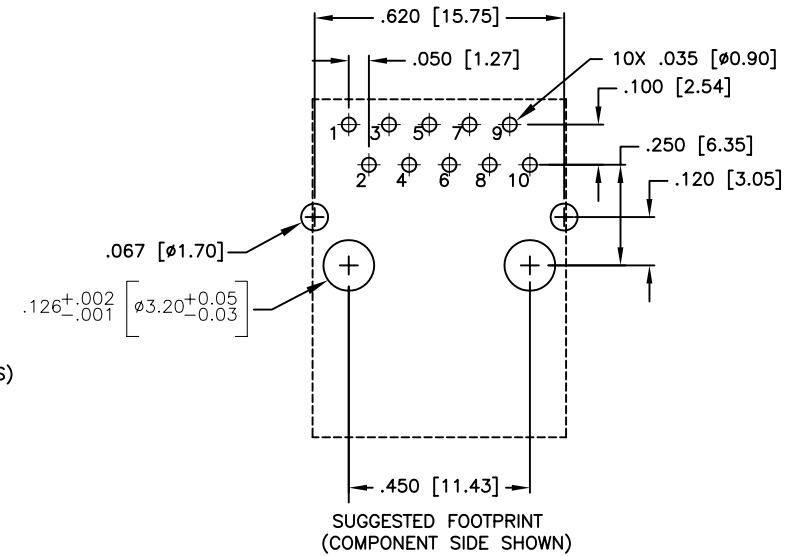 .620 [15.75]
.050 [1.27]
10X .035 [ø0.90]
.100 [2.54]
1 3 5 7 9
.250 [6.35]
2 4 6 8 10
.120 [3.05]
.067 [ø1.70]
.126+.002 -.001 [ø3.20+0.05 -0.03]
S)
.450 [11.43]
SUGGESTED FOOTPRINT
(COMPONENT SIDE SHOWN)